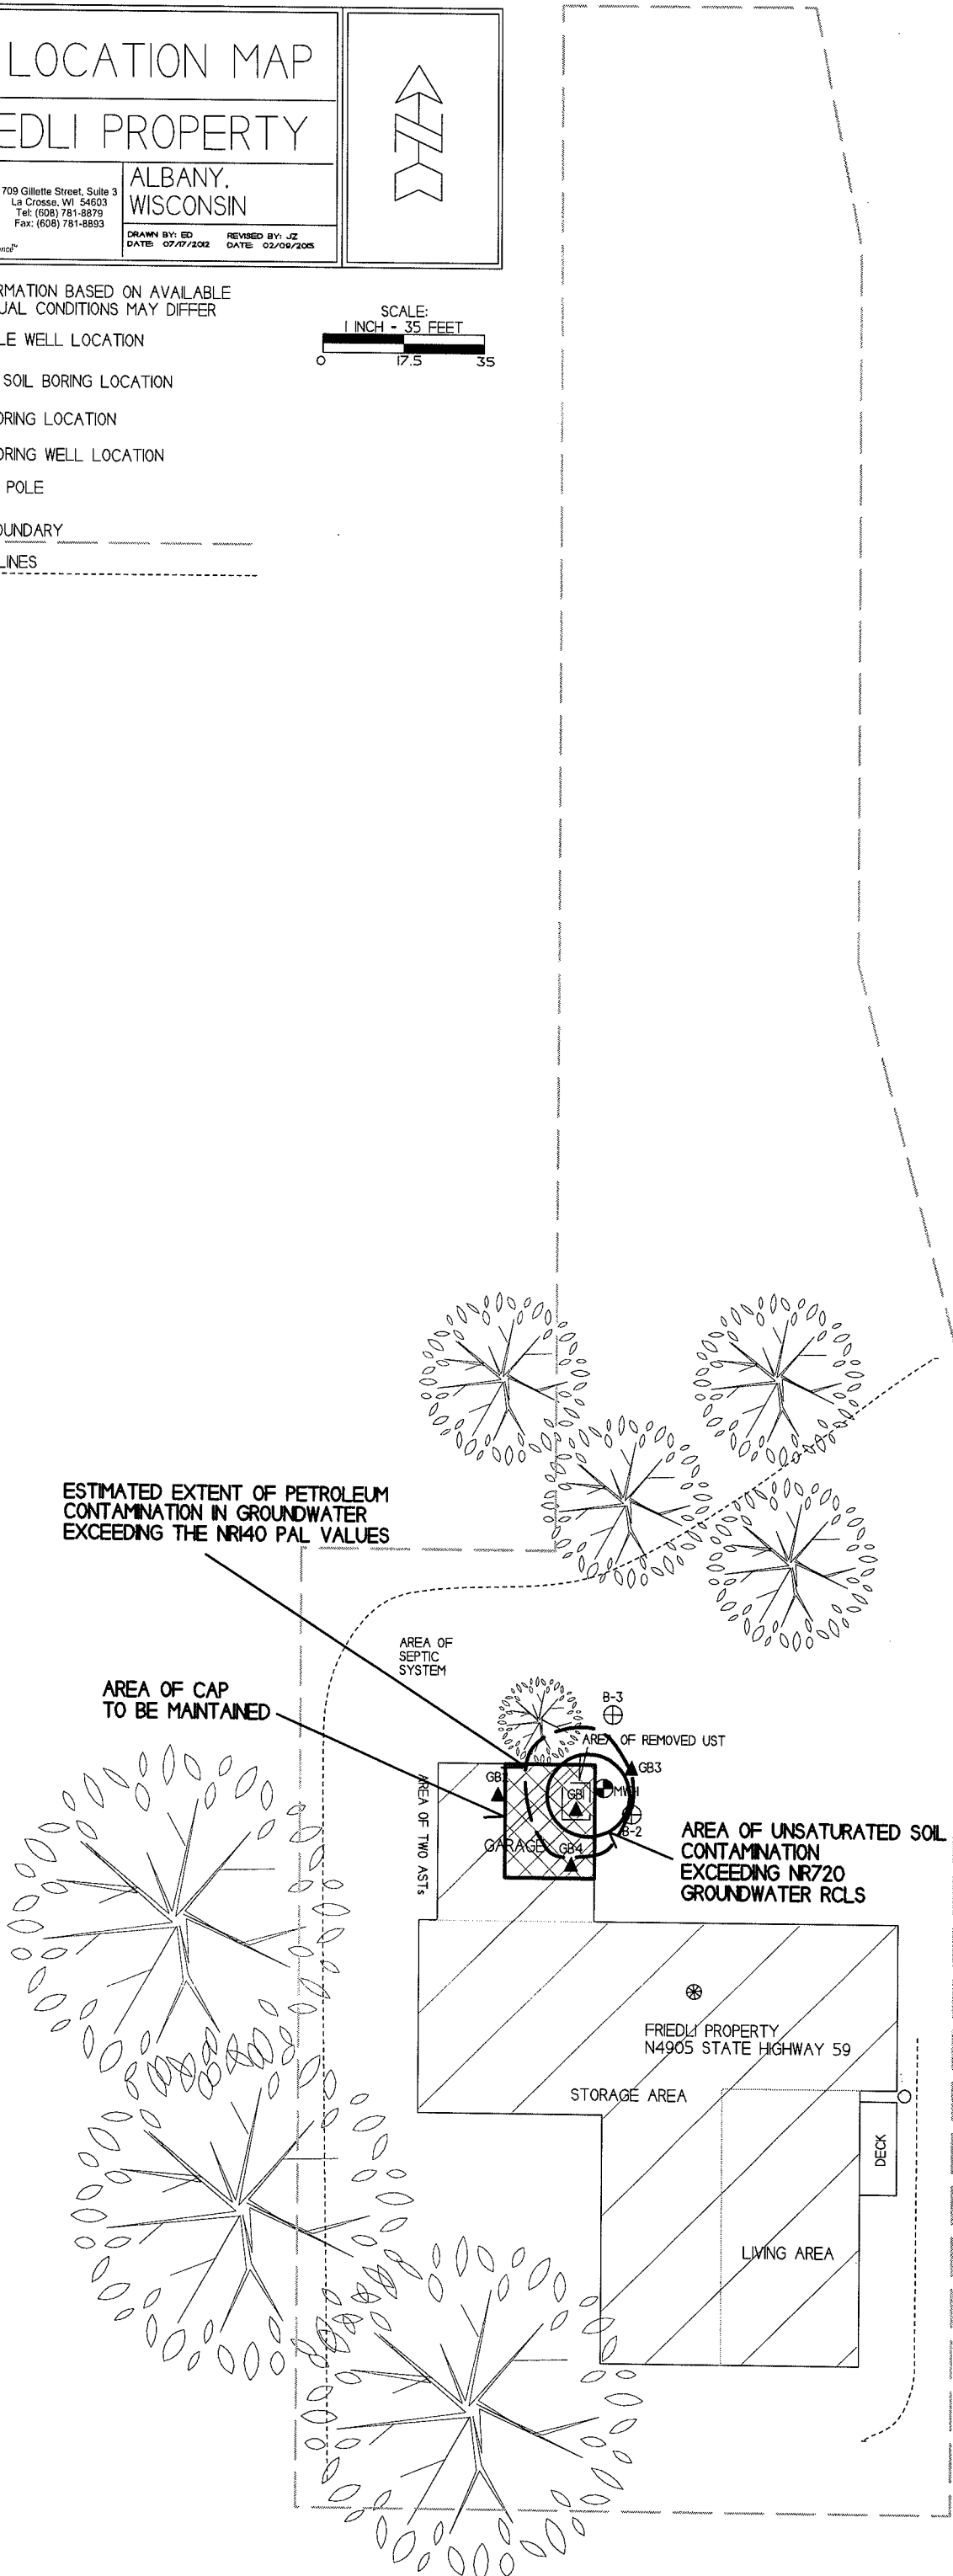 LOCATION MAP
EDLI PROPERTY
709 Gillette Street, Suite 3
La Crosse, WI 54603
Tel: (608) 781-8879
Fax: (608) 781-8893
ALBANY,
WISCONSIN
DRAWN BY: ED REVISED BY: JZ
DATE: 07/17/2012 DATE: 02/09/2015
N
RMATION BASED ON AVAILABLE
UAL CONDITIONS MAY DIFFER
SCALE:
1 INCH - 35 FEET
0 17.5 35
LE WELL LOCATION
SOIL BORING LOCATION
ORING LOCATION
ORING WELL LOCATION
POLE
OUNDARY
LINES
ESTIMATED EXTENT OF PETROLEUM
CONTAMINATION IN GROUNDWATER
EXCEEDING THE NR140 PAL VALUES
AREA OF
SEPTIC
SYSTEM
AREA OF CAP
TO BE MAINTAINED
B-3
AREA OF REMOVED UST
GB3
MW-1
GB1
B-2
GARAGE
GB4
AREA OF TWO ASTs
AREA OF UNSATURATED SOIL
CONTAMINATION
EXCEEDING NR720
GROUNDWATER RCLS
FRIEDLI PROPERTY
N4905 STATE HIGHWAY 59
STORAGE AREA
DECK
LIVING AREA